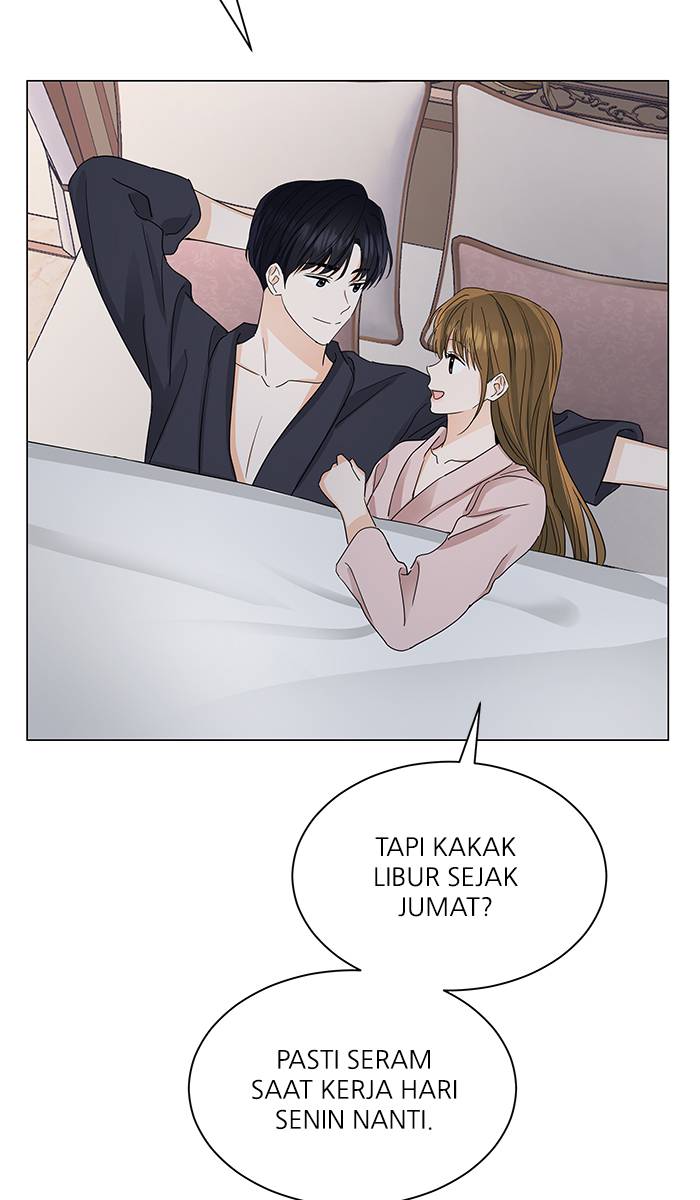 TAPI KAKAK
LIBUR SEJAK
JUMAT?
PASTI SERAM
SAAT KERJA HARI
SENIN NANTI.